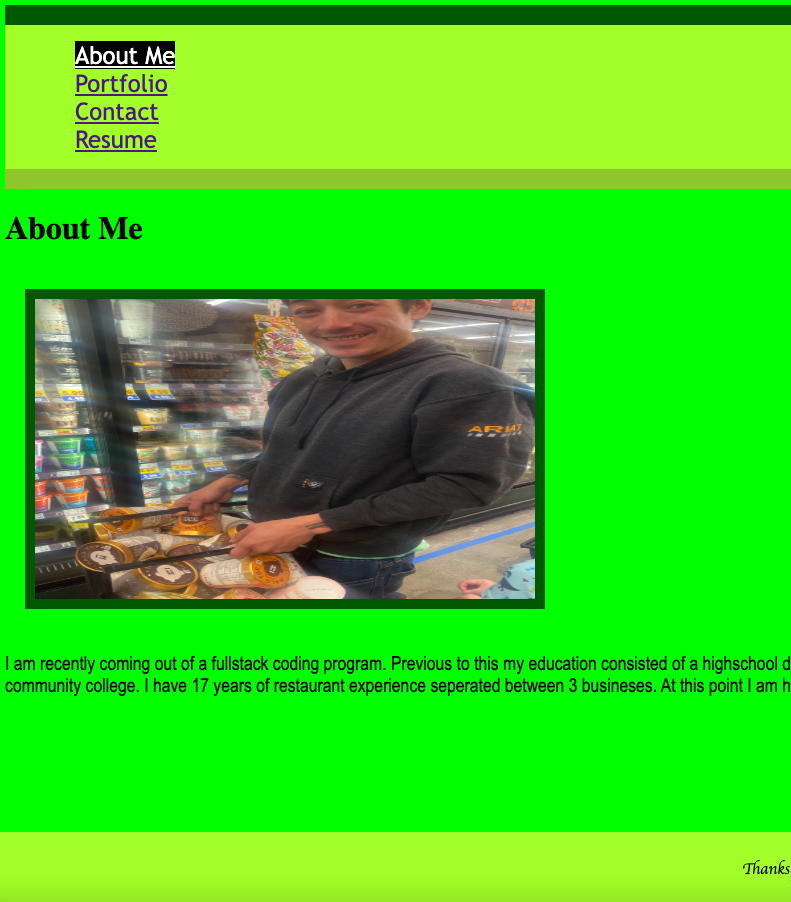 About Me
Portfolio
Contact
Resume
About Me
ARIAT
I am recently coming out of a fullstack coding program. Previous to this my education consisted of a highschool d
community college. I have 17 years of restaurant experience seperated between 3 busineses. At this point I am h
Thanks